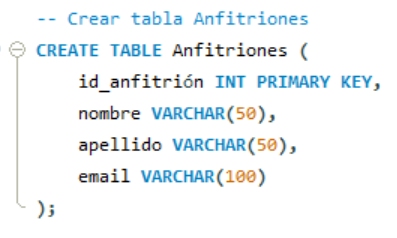 -- Crear tabla Anfitriones
CREATE TABLE Anfitriones (
id_anfitrión INT PRIMARY KEY,
nombre VARCHAR(50),
apellido VARCHAR(50),
email VARCHAR(100)
);